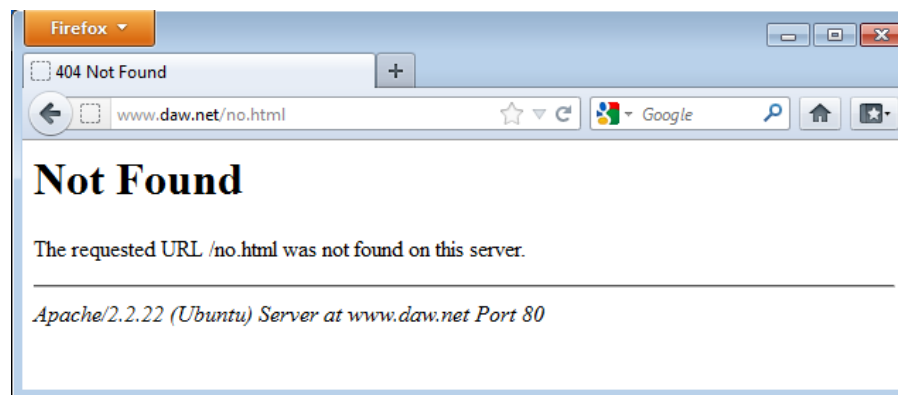 Firefox
404 Not Found
www.daw.net/no.html
Google
Not Found
The requested URL /no.html was not found on this server.
Apache/2.2.22 (Ubuntu) Server at www.daw.net Port 80